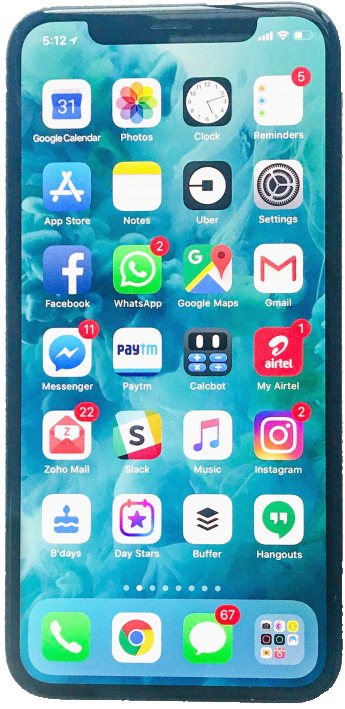 5:12
31
Google Calendar
Photos
Clock
5
Reminders
App Store
Notes
Uber
Settings
f
2
G
Facebook
WhatsApp
Google Maps
Gmail
11
paytm
1
airtel
Messenger
Paytm
Calcbot
My Airtel
22
Z
S
2
Zoho Mail
Slack
Music
Instagram
B'days
Day Stars
Buffer
Hangouts
67